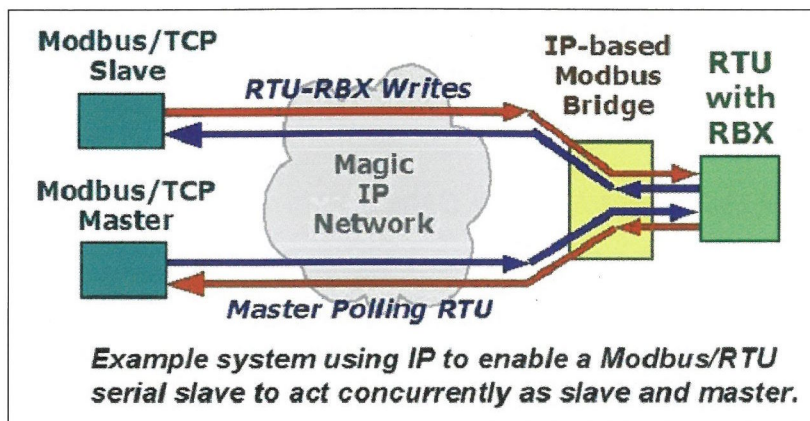 Modbus/TCP
Slave
RTU-RBX Writes
IP-based
Modbus
Bridge
RTU
with
RBX
Magic
IP
Network
Modbus/TCP
Master
Master Polling RTU
Example system using IP to enable a Modbus/RTU
serial slave to act concurrently as slave and master.